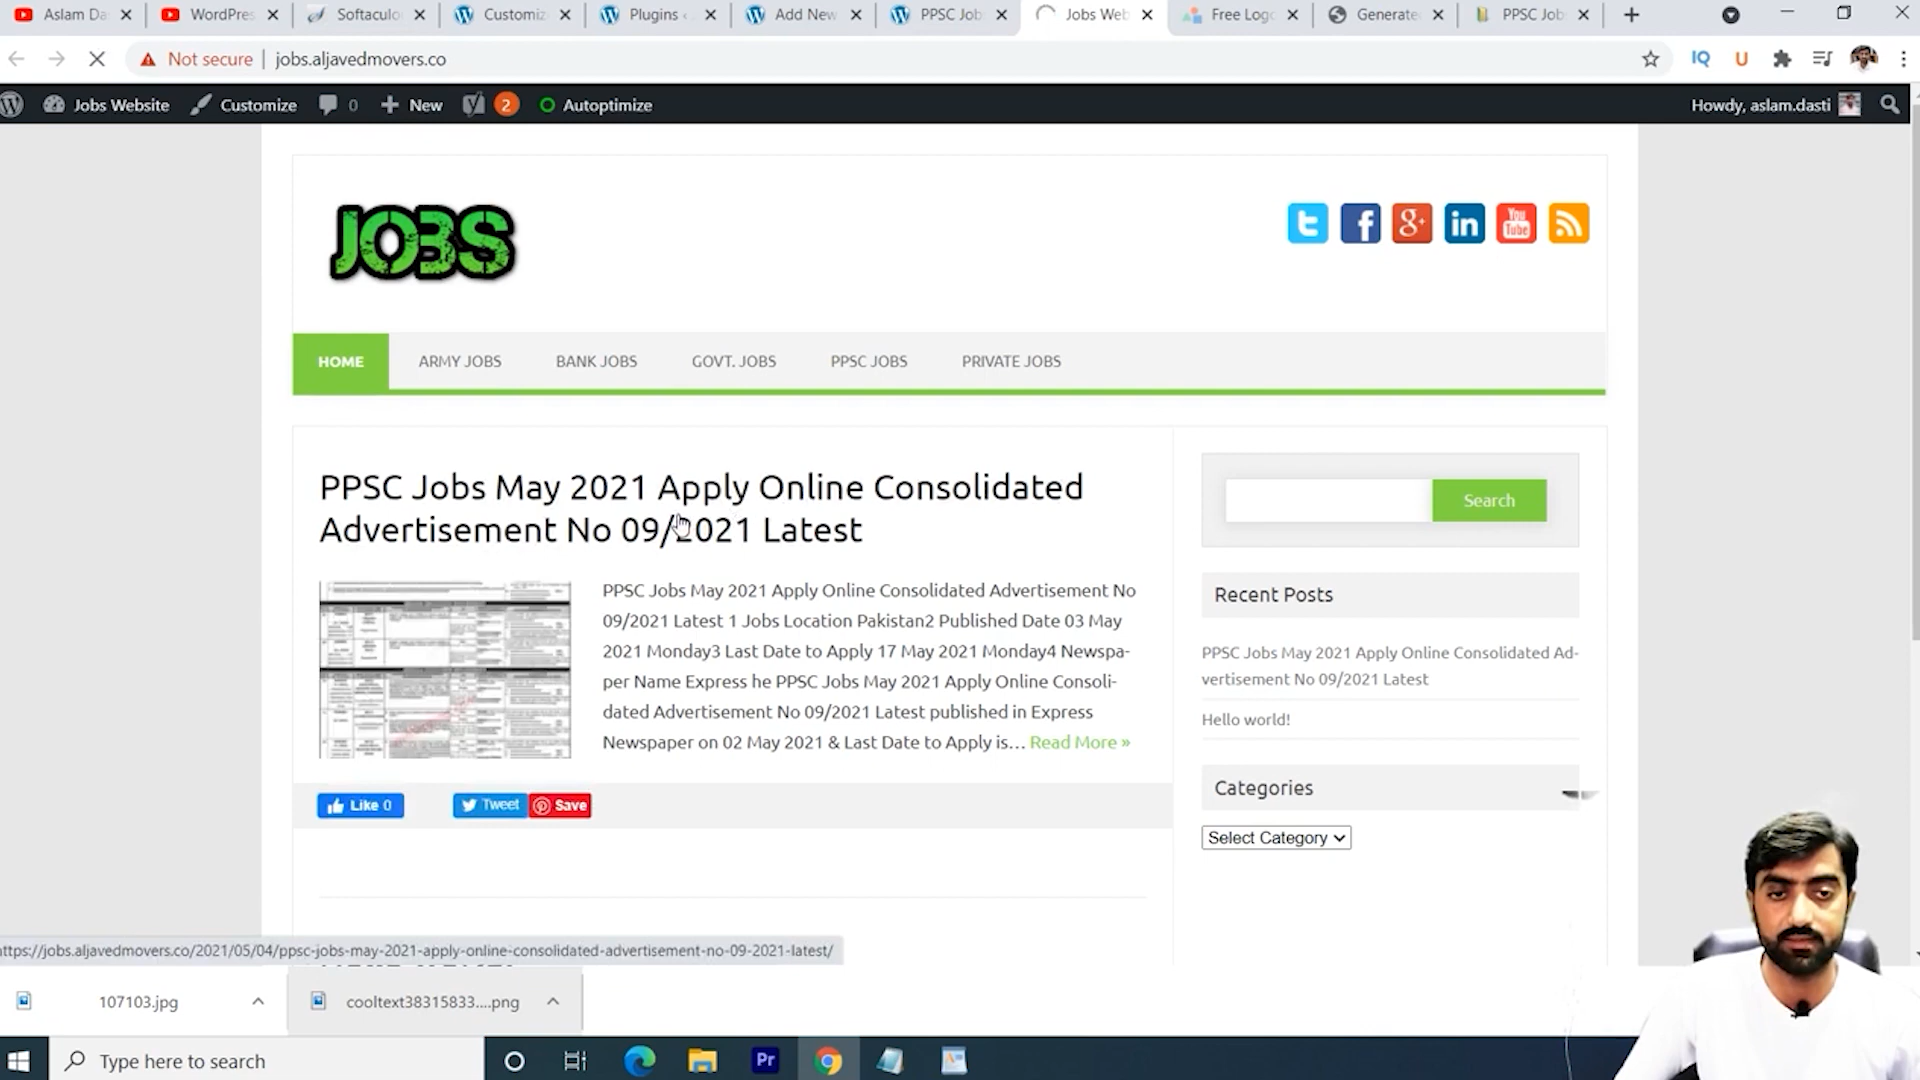 Aslam Da
WordPres
Softaculo
Customiz
Plugins
Add New
PPSC Job
Jobs Web
Free Log
Generate
PPSC Job
Not secure
jobs.aljavedmovers.co
IQ
U
Jobs Website
Customize
0
New
2
Autoptimize
Howdy, aslam.dasti
JOBS
You
Tube
HOME
ARMY JOBS
BANK JOBS
GOVT. JOBS
PPSC JOBS
PRIVATE JOBS
PPSC Jobs May 2021 Apply Online Consolidated
Advertisement No 09/2021 Latest
PPSC Jobs May 2021 Apply Online Consolidated Advertisement No
09/2021 Latest 1 Jobs Location Pakistan2 Published Date 03 May
2021 Monday3 Last Date to Apply 17 May 2021 Monday4 Newspa-
per Name Express he PPSC Jobs May 2021 Apply Online Consoli-
dated Advertisement No 09/2021 Latest published in Express
Newspaper on 02 May 2021 & Last Date to Apply is… Read More »
Like 0
Tweet
Save
Search
Recent Posts
PPSC Jobs May 2021 Apply Online Consolidated Ad-
vertisement No 09/2021 Latest
Hello world!
Categories
Select Category
ttps://jobs.aljavedmovers.co/2021/05/04/ppsc-jobs-may-2021-apply-online-consolidated-advertisement-no-09-2021-latest/
107103.jpg
cooltext38315833....png
Type here to search
Pr